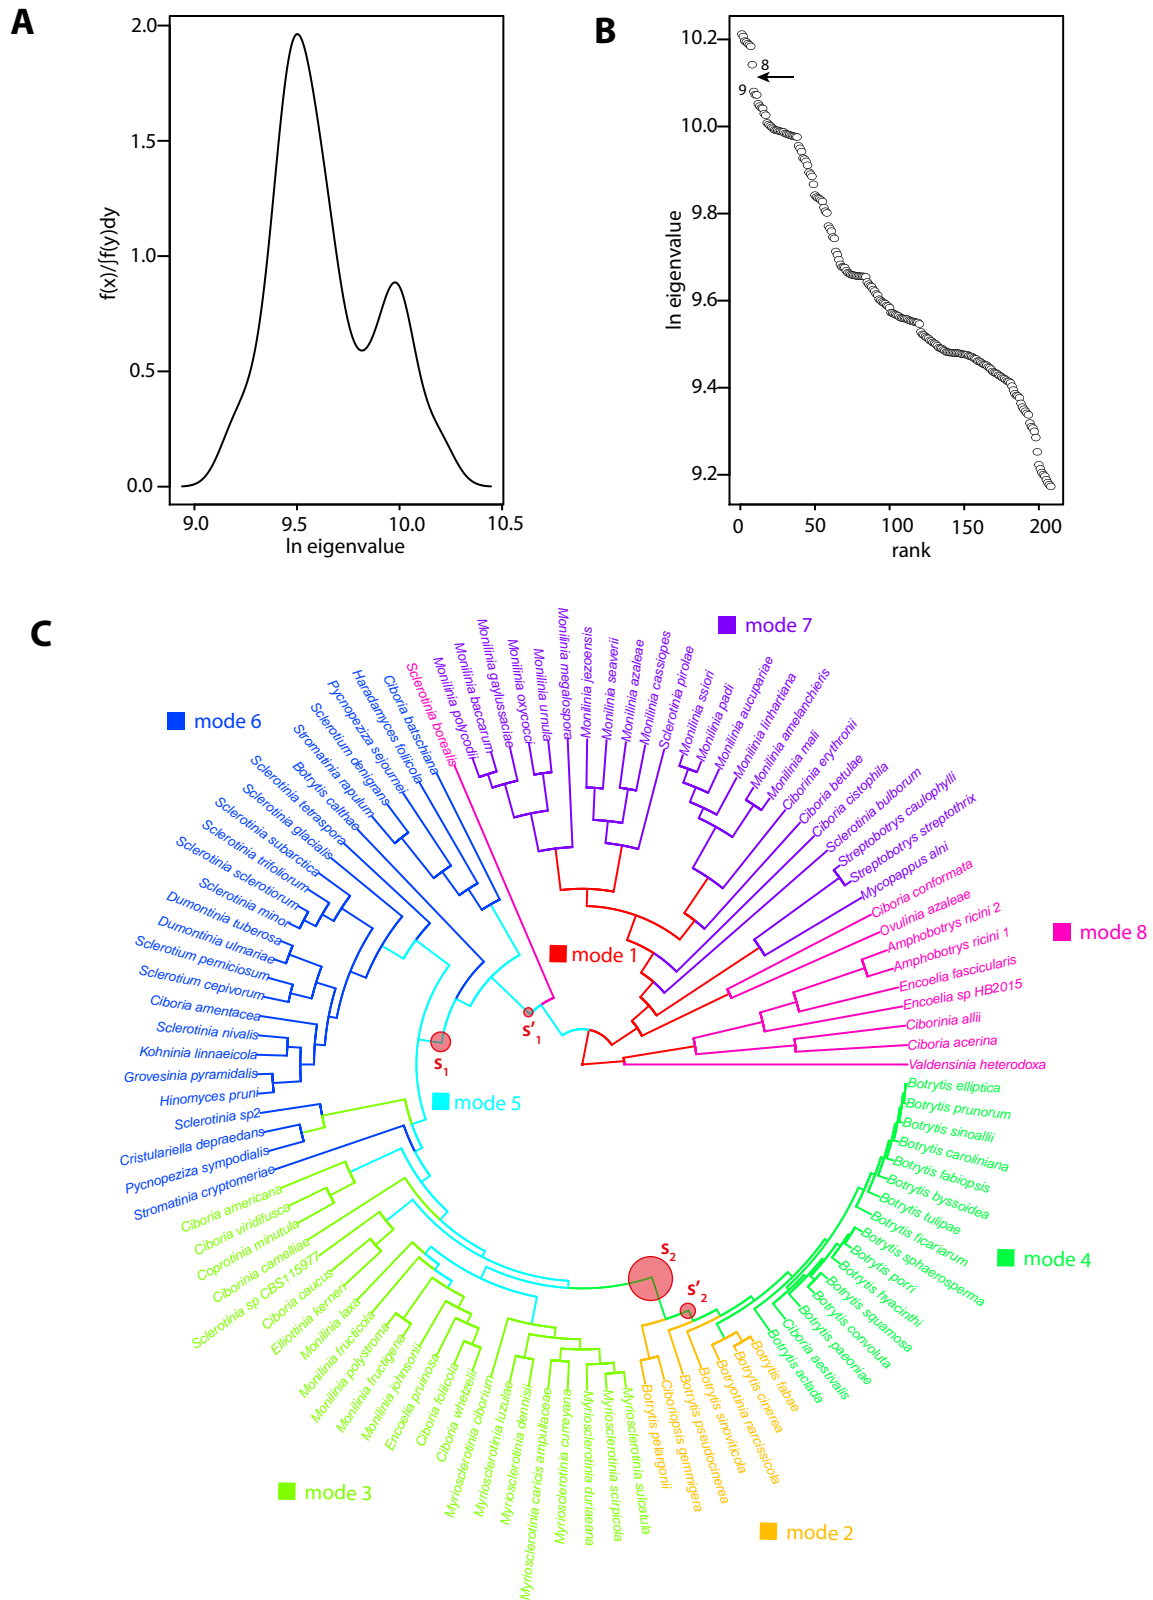 A
2.0
1.5
1.0
0.5
0.0
f(x)/∫f(y)dy
9.0 9.5 10.0 10.5
ln eigenvalue
B
10.2
10.0
9.8
9.6
9.4
9.2
ln eigenvalue
8
9
0 50 100 150 200
rank
C
mode 7
mode 6
mode 1
mode 8
mode 5
mode 4
mode 3
mode 2
s'1
s1
s2
s'2
Sclerotinia borealis
Monilinia polycodii
Monilinia baccarum
Monilinia gaylussaciae
Monilinia oxycocci
Monilinia urnula
Monilinia megalospora
Monilinia jezoensis
Monilinia seaverii
Monilinia azaleae
Monilinia cassiopes
Sclerotinia pirolae
Monilinia ssiori
Monilinia padi
Monilinia aucupariae
Monilinia linhartiana
Monilinia amelanchieris
Monilinia mali
Ciborinia erythronii
Ciboria betulae
Ciboria cistophila
Sclerotinia bulborum
Streptobotrys caulophylli
Streptobotrys streptothrix
Mycopappus alni
Ciboria conformata
Ovulinia azaleae
Amphobotrys ricini 2
Amphobotrys ricini 1
Encoelia fascicularis
Encoelia sp HB2015
Ciborinia allii
Ciboria acerina
Valdensinia heterodoxa
Botrytis elliptica
Botrytis prunorum
Botrytis sinoallii
Botrytis caroliniana
Botrytis fabiopsis
Botrytis byssoidea
Botrytis tulipae
Botrytis ficariarum
Botrytis sphaerosperma
Botrytis porri
Botrytis hyacinthi
Botrytis squamosa
Botrytis convoluta
Botrytis paeoniae
Ciboria aestivalis
Botrytis aclada
Botrytis fabae
Botrytis cinerea
Botryotinia narcissicola
Botrytis sinoviticola
Botrytis pseudocinerea
Ciboriopsis gemmigera
Botrytis pelargonii
Myriosclerotinia sulcatula
Myriosclerotinia scirpicola
Myriosclerotinia duriaeana
Myriosclerotinia curreyana
Myriosclerotinia caricis ampullaceae
Myriosclerotinia dennisii
Myriosclerotinia luzulae
Myriosclerotinia ciborium
Ciboria whetzelii
Ciboria follicola
Encoelia pruinosa
Monilinia johnsonii
Monilinia fructigena
Monilinia polystroma
Monilinia fructicola
Monilinia laxa
Elliottinia kerneri
Ciboria caucus
Sclerotinia sp CBS115977
Ciborinia camelliae
Coprotinia minutula
Ciboria viridifusca
Ciboria americana
Stromatinia cryptomeriae
Pycnopeziza sympodialis
Cristulariella depraedans
Sclerotinia sp2
Hinomyces pruni
Grovesinia pyramidalis
Kohninia linnaeicola
Sclerotinia nivalis
Ciboria amentacea
Sclerotium cepivorum
Sclerotium perniciosum
Dumontinia ulmariae
Dumontinia tuberosa
Sclerotinia minor
Sclerotinia sclerotiorum
Sclerotinia trifoliorum
Sclerotinia subarctica
Sclerotinia glacialis
Sclerotinia tetraspora
Botrytis calthae
Stromatinia rapulum
Sclerotium denigrans
Pycnopeziza sejournei
Haradamyces foliicola
Ciboria batschiana